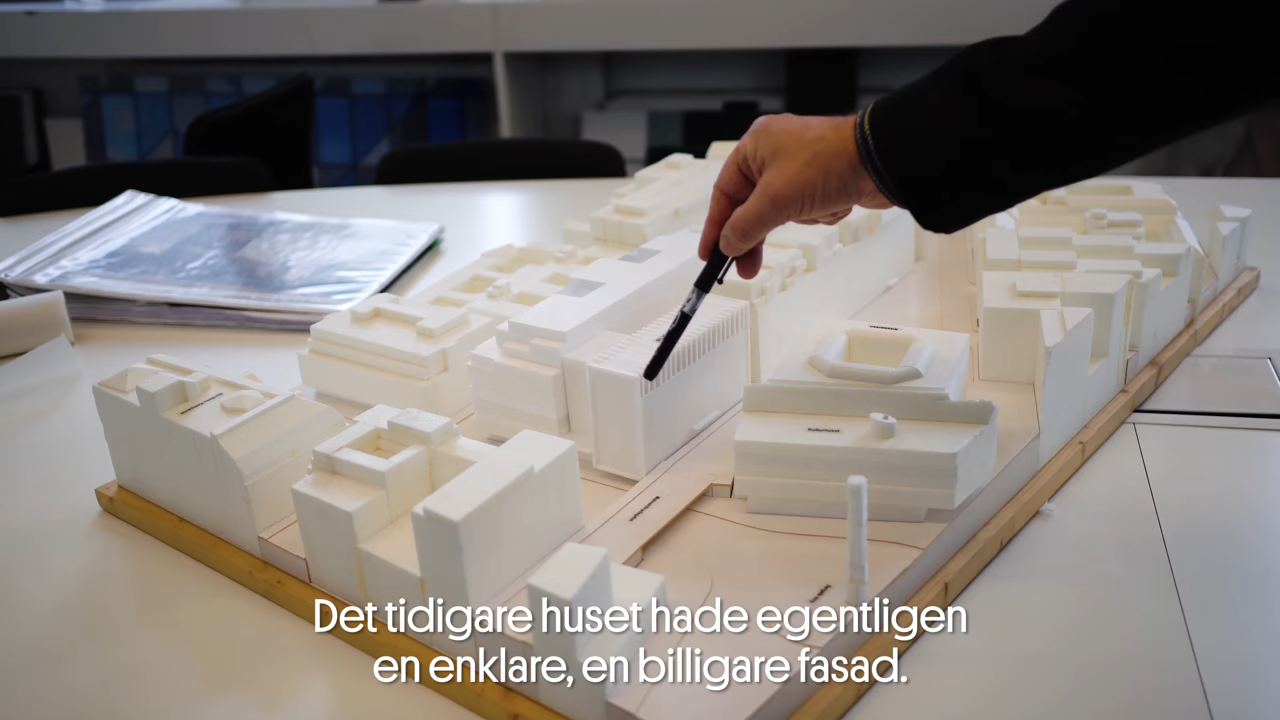 Det tidigare huset hade egentligen
en enklare, en billigare fasad.